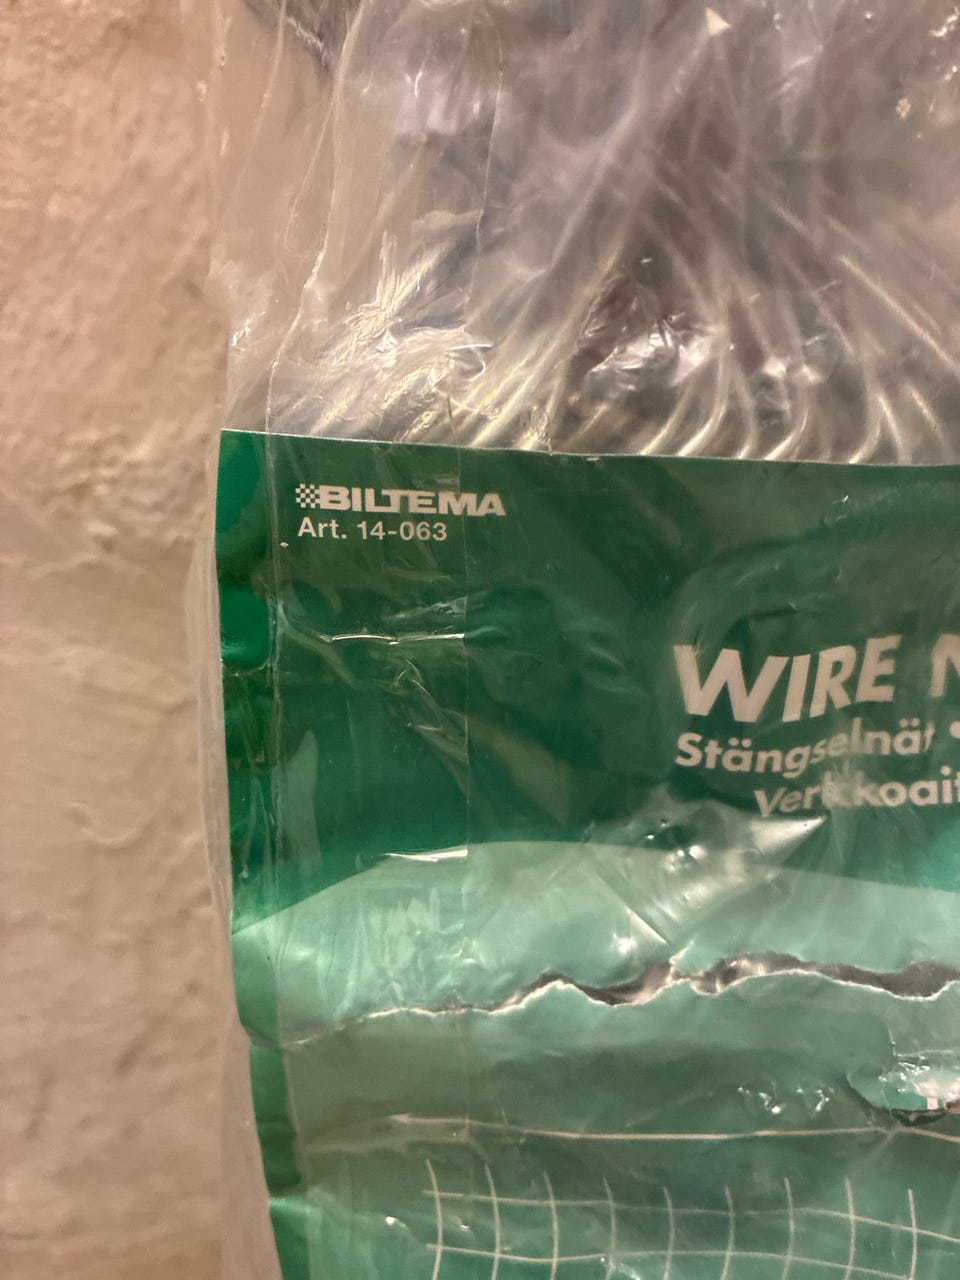 BILTEMA
Art. 14-063
WIRE
Stängselnät